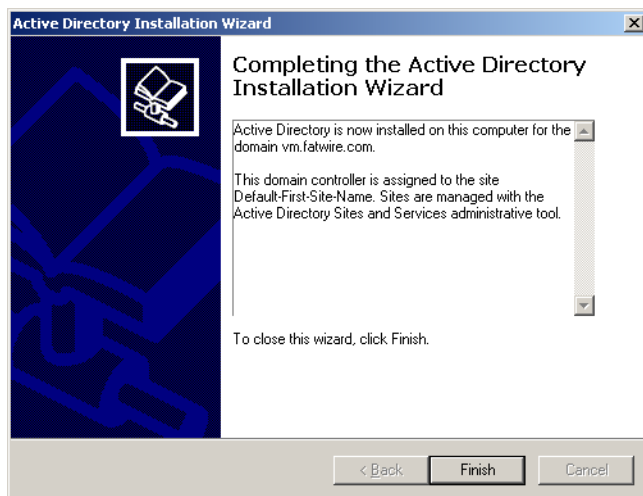 Active Directory Installation Wizard
Completing the Active Directory
Installation Wizard
Active Directory is now installed on this computer for the
domain vm.fatwire.com.
This domain controller is assigned to the site
Default-First-Site-Name. Sites are managed with the
Active Directory Sites and Services administrative tool.
To close this wizard, click Finish.
< Back Finish Cancel